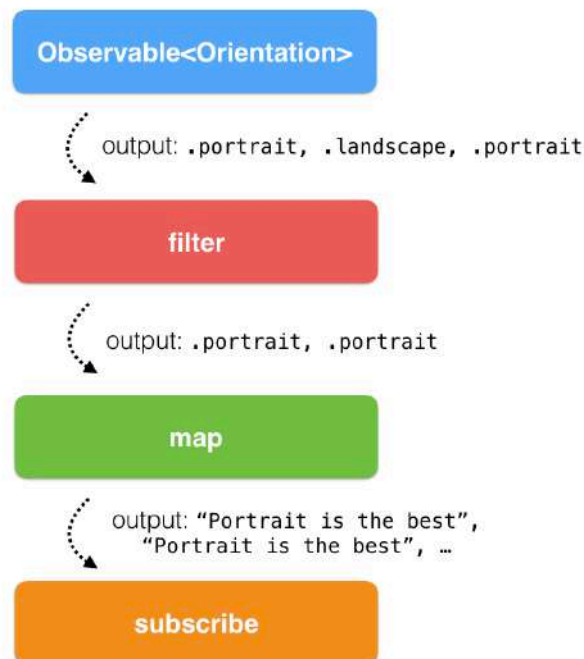 Observable<Orientation>
output: .portrait, .landscape, .portrait
filter
output: .portrait, .portrait
map
output: “Portrait is the best”,
“Portrait is the best”, …
subscribe